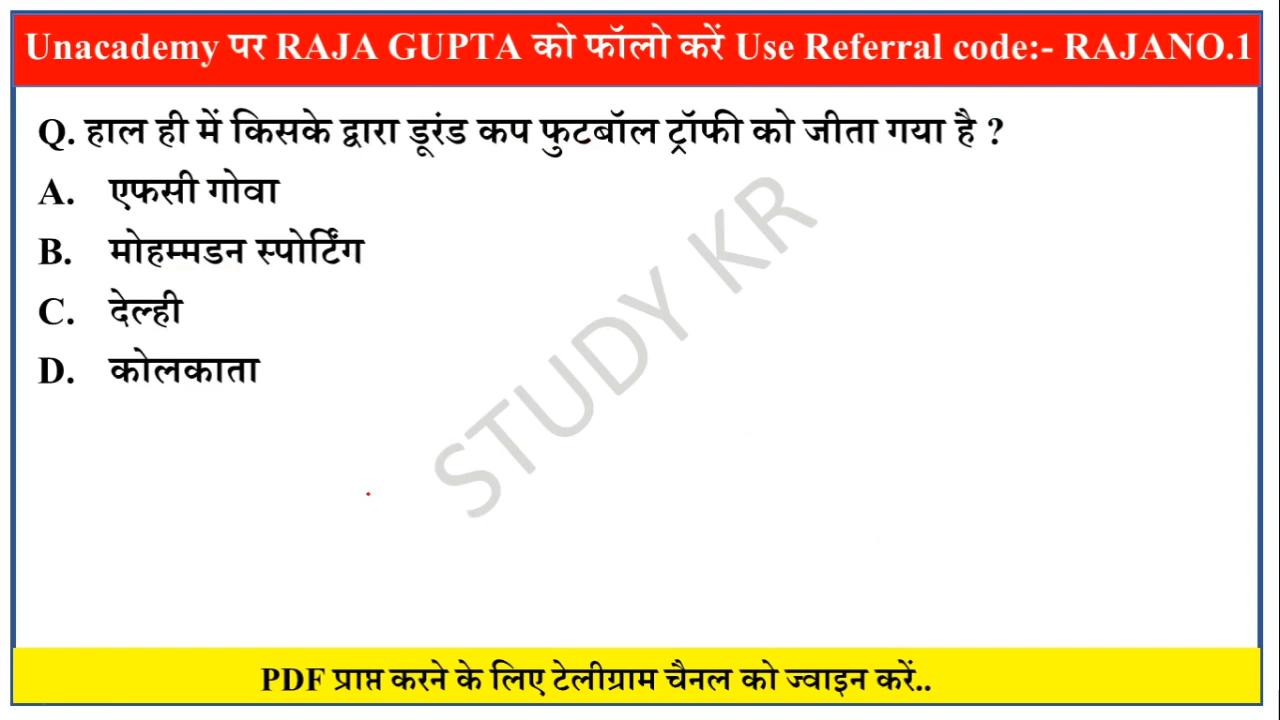 Unacademy पर RAJA GUPTA को फॉलो करें Use Referral code:- RAJANO.1
Q. हाल ही में किसके द्वारा डूरंड कप फुटबॉल ट्रॉफी को जीता गया है ?
A. एफसी गोवा
B. मोहम्मडन स्पोर्टिंग
C. देल्ही
D. कोलकाता
STUDY KR
PDF प्राप्त करने के लिए टेलीग्राम चैनल को ज्वाइन करें..